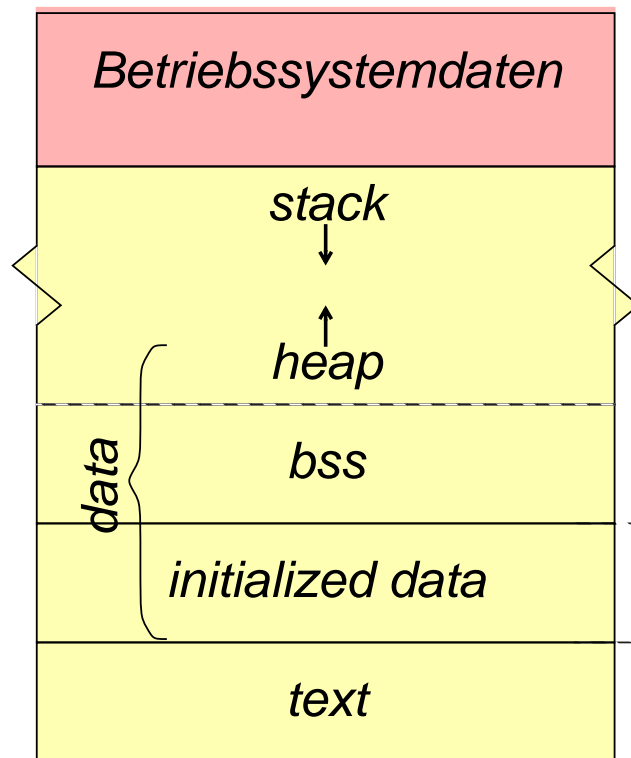 Betriebssystemdaten
stack
heap
data
bss
initialized data
text